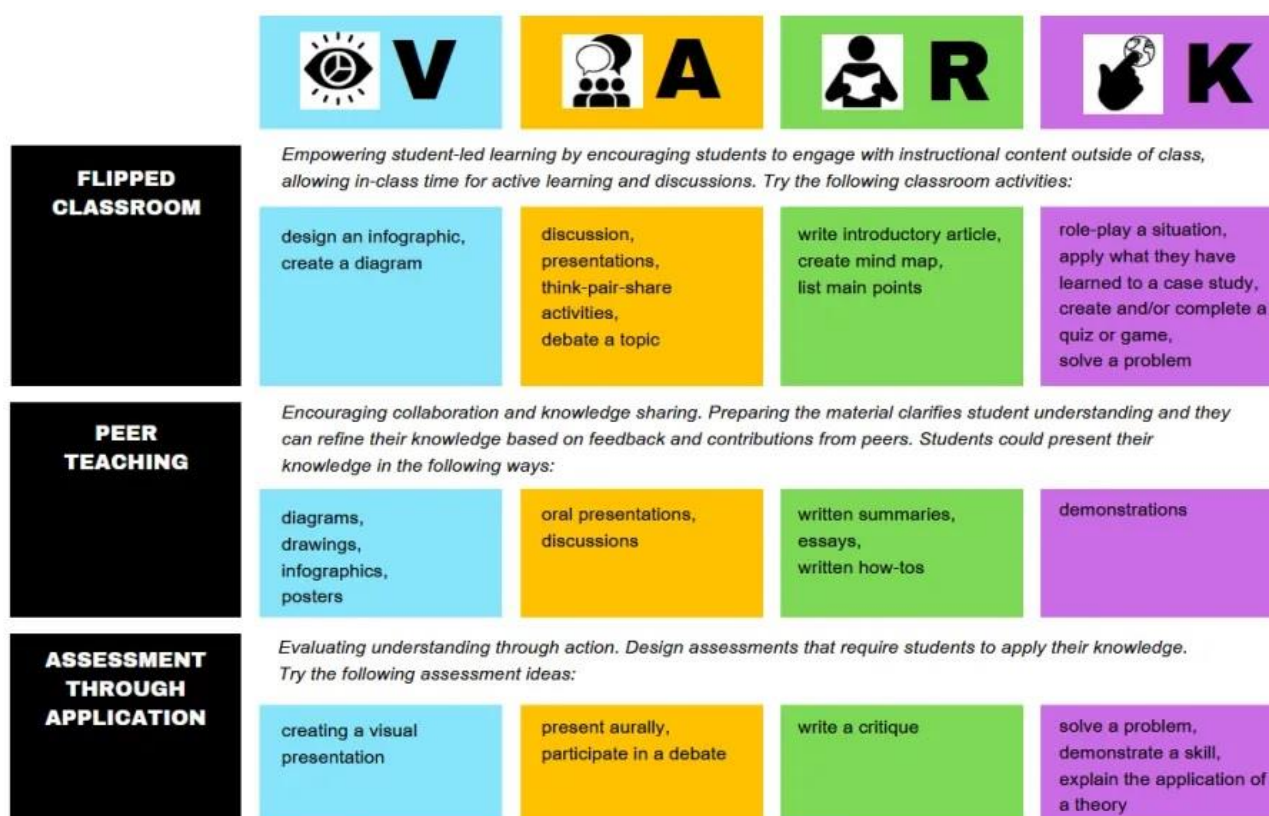 V
A
R
K
FLIPPED
CLASSROOM
Empowering student-led learning by encouraging students to engage with instructional content outside of class,
allowing in-class time for active learning and discussions. Try the following classroom activities:
design an infographic,
create a diagram
discussion,
presentations,
think-pair-share
activities,
debate a topic
write introductory article,
create mind map,
list main points
role-play a situation,
apply what they have
learned to a case study,
create and/or complete a
quiz or game,
solve a problem
PEER
TEACHING
Encouraging collaboration and knowledge sharing. Preparing the material clarifies student understanding and they
can refine their knowledge based on feedback and contributions from peers. Students could present their
knowledge in the following ways:
diagrams,
drawings,
infographics,
posters
oral presentations,
discussions
written summaries,
essays,
written how-tos
demonstrations
ASSESSMENT
THROUGH
APPLICATION
Evaluating understanding through action. Design assessments that require students to apply their knowledge.
Try the following assessment ideas:
creating a visual
presentation
present aurally,
participate in a debate
write a critique
solve a problem,
demonstrate a skill,
explain the application of
a theory